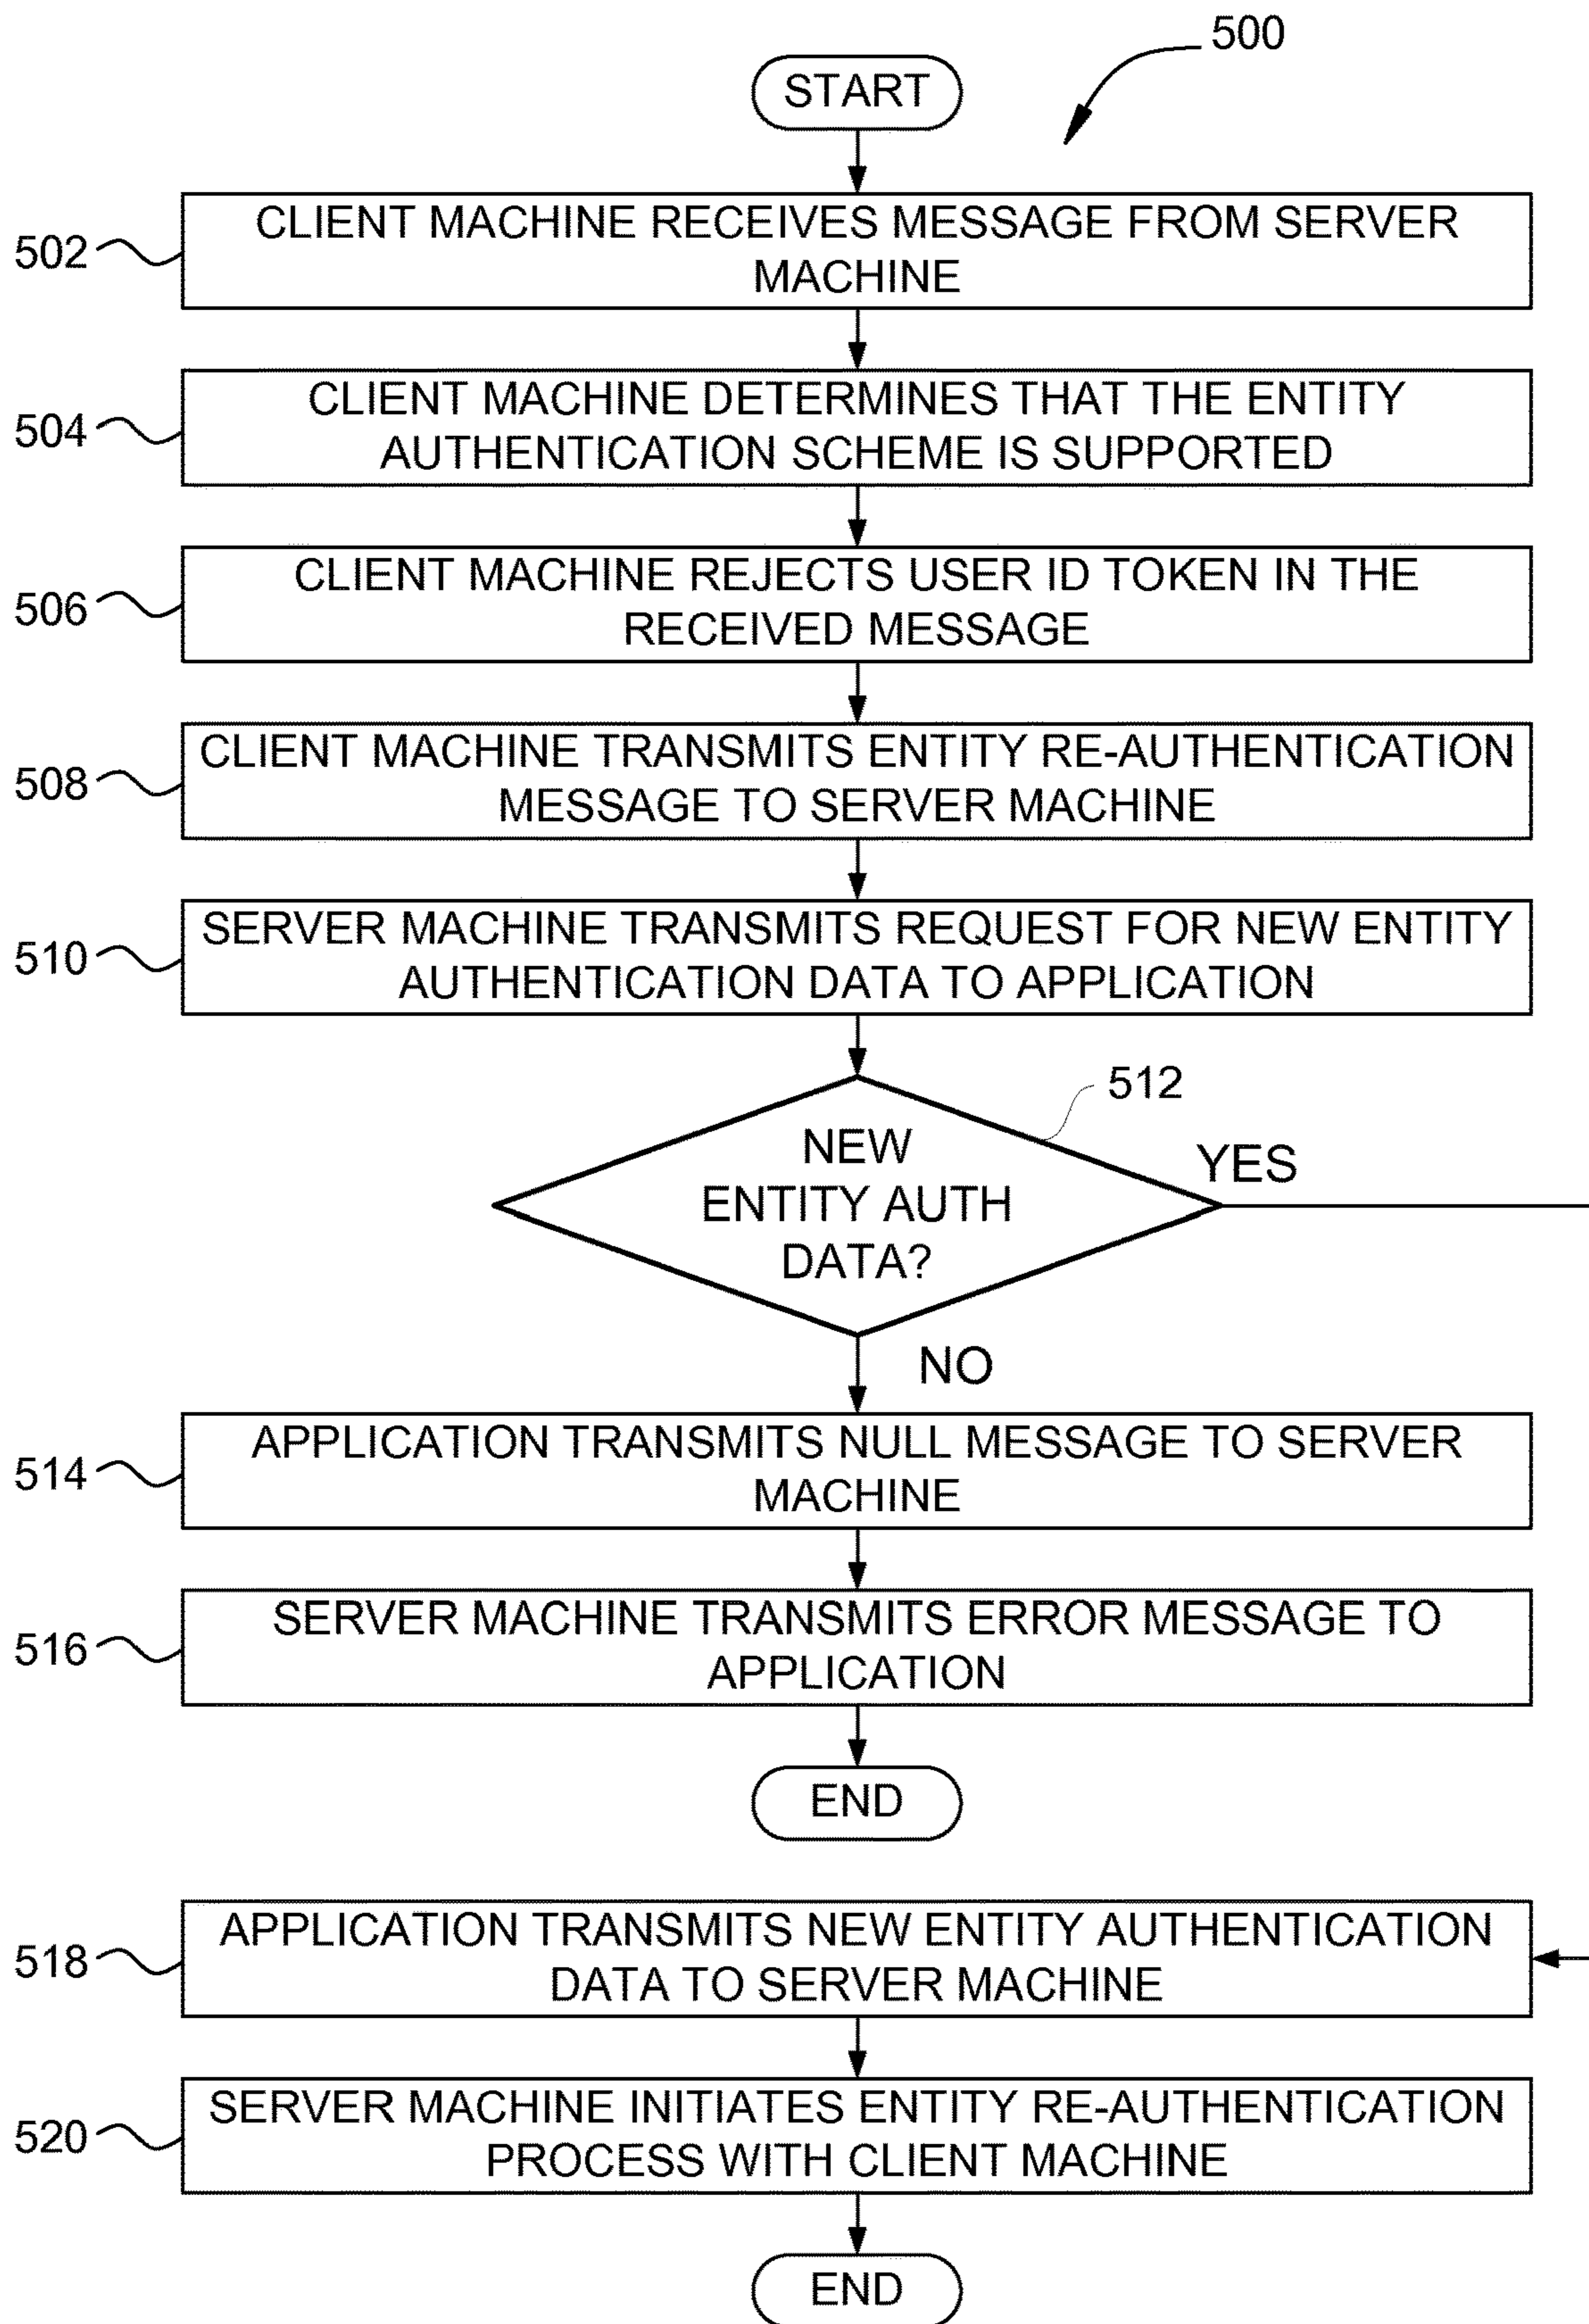 500
START
502
CLIENT MACHINE RECEIVES MESSAGE FROM SERVER
MACHINE
504
CLIENT MACHINE DETERMINES THAT THE ENTITY
AUTHENTICATION SCHEME IS SUPPORTED
506
CLIENT MACHINE REJECTS USER ID TOKEN IN THE
RECEIVED MESSAGE
508
CLIENT MACHINE TRANSMITS ENTITY RE-AUTHENTICATION
MESSAGE TO SERVER MACHINE
510
SERVER MACHINE TRANSMITS REQUEST FOR NEW ENTITY
AUTHENTICATION DATA TO APPLICATION
512
NEW
ENTITY AUTH
DATA?
YES
NO
514
APPLICATION TRANSMITS NULL MESSAGE TO SERVER
MACHINE
516
SERVER MACHINE TRANSMITS ERROR MESSAGE TO
APPLICATION
END
518
APPLICATION TRANSMITS NEW ENTITY AUTHENTICATION
DATA TO SERVER MACHINE
520
SERVER MACHINE INITIATES ENTITY RE-AUTHENTICATION
PROCESS WITH CLIENT MACHINE
END